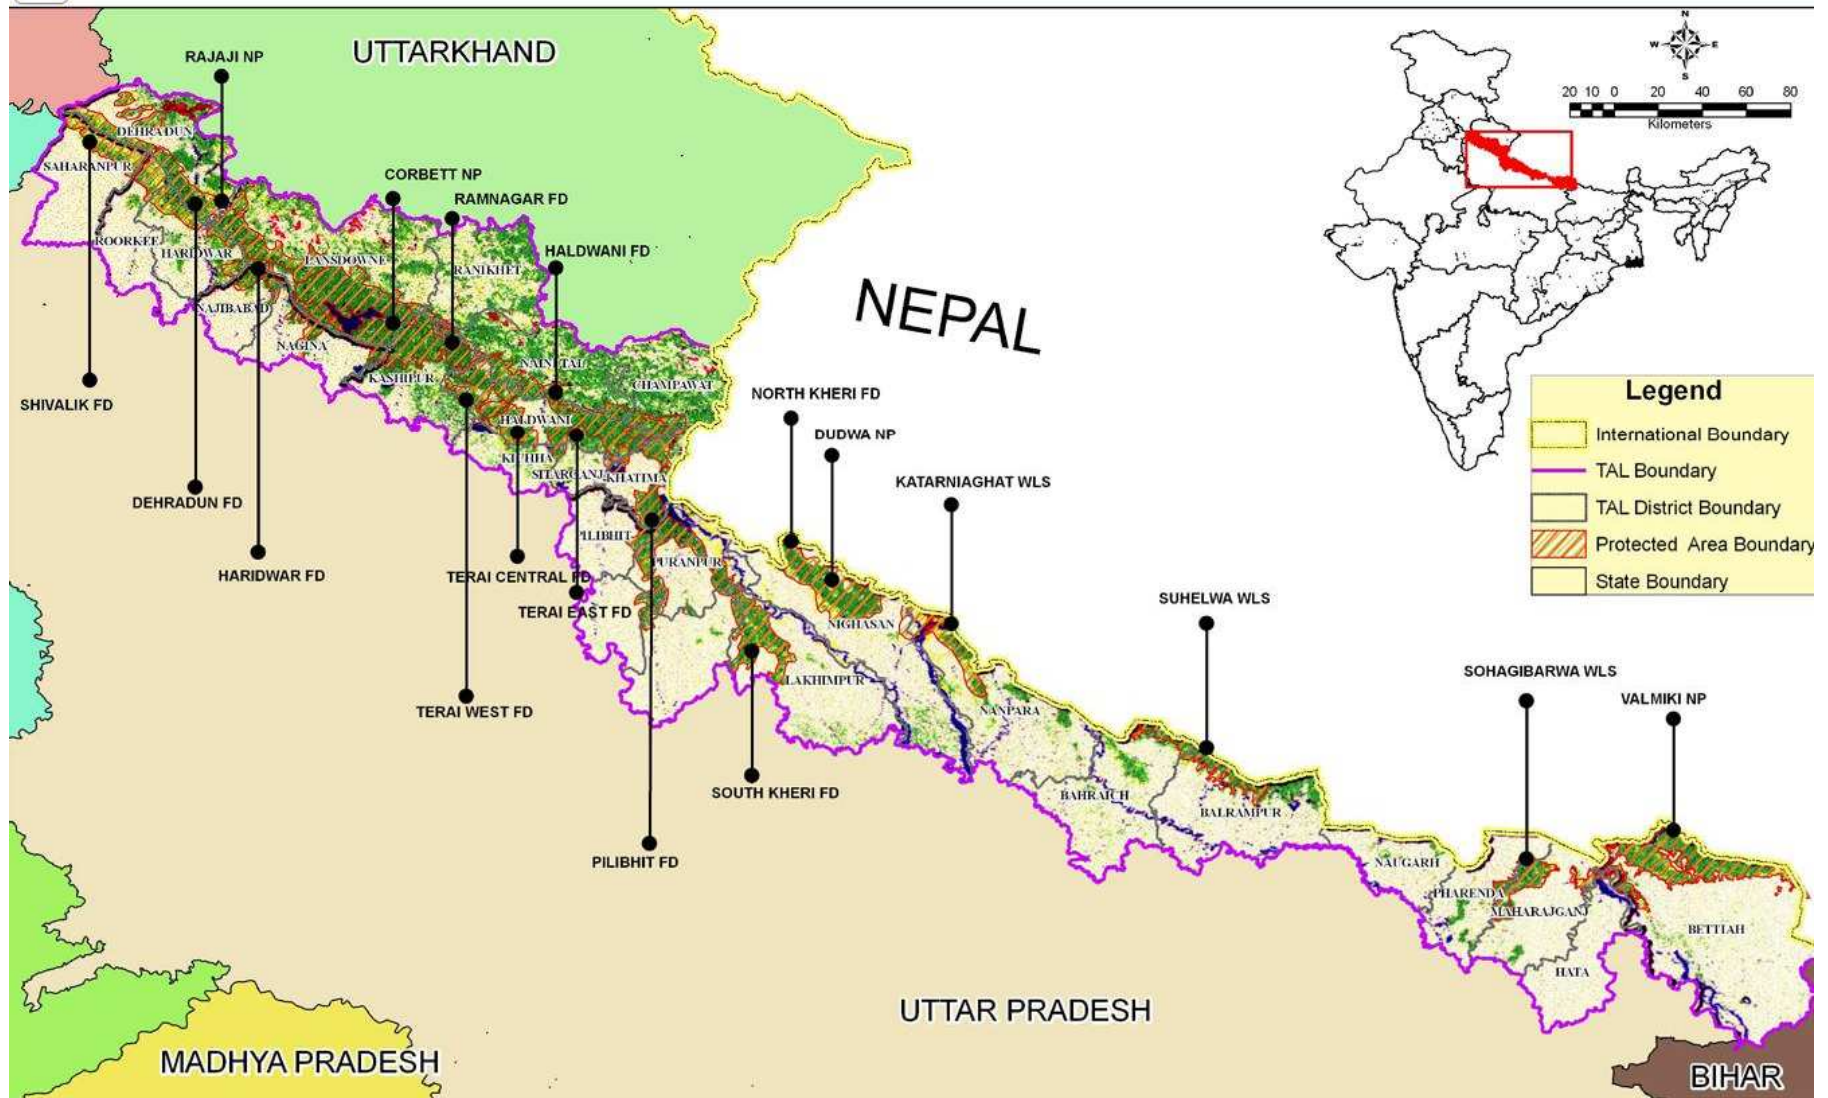 UTTARKHAND
RAJAJI NP
N
W
E
S
20 10 0 20 40 60 80
Kilometers
DEHRADUN
SAHARANPUR
CORBETT NP
RAMNAGAR FD
HALDWANI FD
ROORKEE
HARIDWAR
LANSDOWNE
RANIKHET
NAJIBABAD
NAGINA
NEPAL
NAINITAL
KASHIPUR
CHAMPAWAT
SHIVALIK FD
NORTH KHERI FD
DUDWA NP
HALDWANI
KICHHA
SITARGANJ
KHATIMA
KATARNIAGHAT WLS
Legend
International Boundary
TAL Boundary
TAL District Boundary
Protected Area Boundary
State Boundary
DEHRADUN FD
PILIBHIT
PURANPUR
HARIDWAR FD
TERAI CENTRAL FD
TERAI EAST FD
NIGHASAN
SUHELWA WLS
LAKHIMPUR
SOHAGIBARWA WLS
VALMIKI NP
TERAI WEST FD
NANPARA
SOUTH KHERI FD
BAHRAICH
BALRAMPUR
PILIBHIT FD
NAUGARH
PHARENDA
MAHARAJGANJ
BETTIAH
HATA
UTTAR PRADESH
MADHYA PRADESH
BIHAR